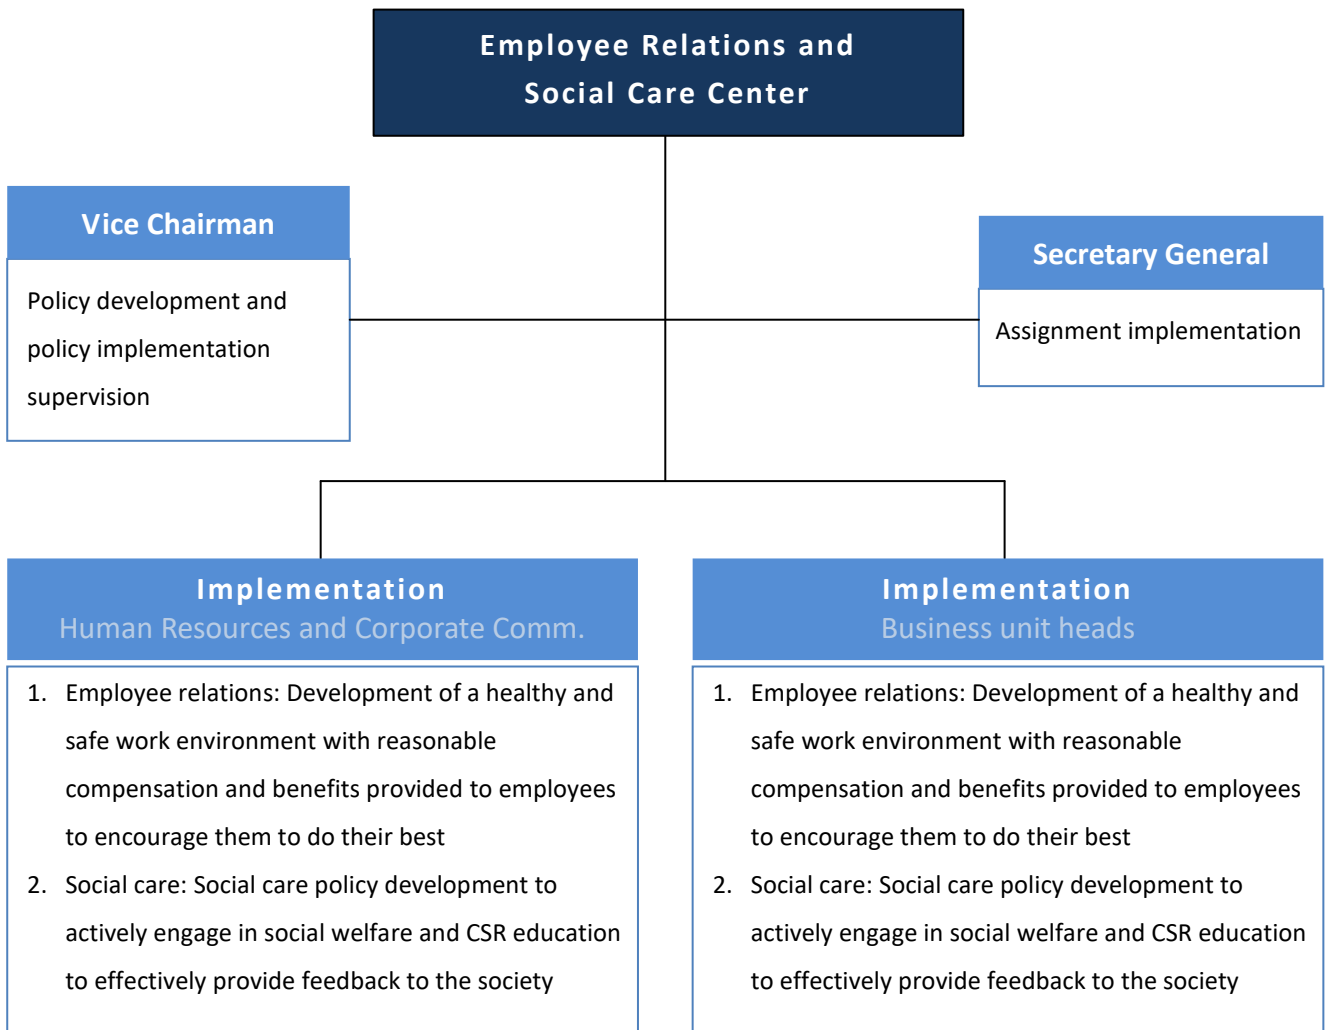 Employee Relations and
Social Care Center
Vice Chairman
Policy development and
policy implementation
supervision
Secretary General
Assignment implementation
Implementation
Human Resources and Corporate Comm.
1. Employee relations: Development of a healthy and
safe work environment with reasonable
compensation and benefits provided to employees
to encourage them to do their best
2. Social care: Social care policy development to
actively engage in social welfare and CSR education
to effectively provide feedback to the society
Implementation
Business unit heads
1. Employee relations: Development of a healthy and
safe work environment with reasonable
compensation and benefits provided to employees
to encourage them to do their best
2. Social care: Social care policy development to
actively engage in social welfare and CSR education
to effectively provide feedback to the society